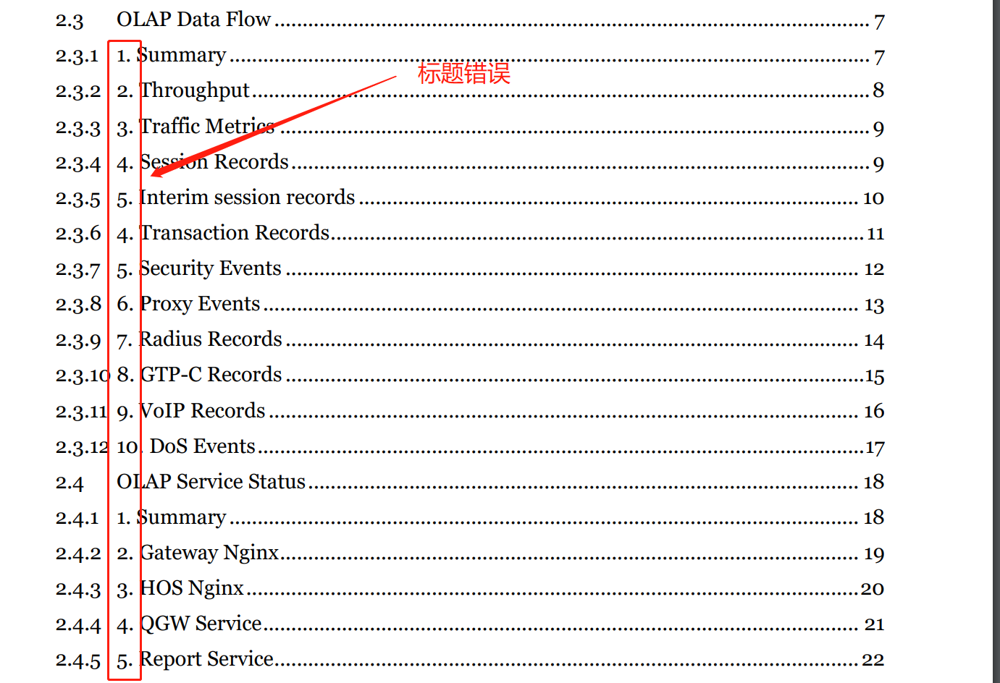 2.3 OLAP Data Flow ........ 7
2.3.1 1. Summary ........ 7
标题错误
2.3.2 2. Throughput ........ 8
2.3.3 3. Traffic Metrics ........ 9
2.3.4 4. Session Records ........ 9
2.3.5 5. Interim session records ........ 10
2.3.6 4. Transaction Records ........ 11
2.3.7 5. Security Events ........ 12
2.3.8 6. Proxy Events ........ 13
2.3.9 7. Radius Records ........ 14
2.3.10 8. GTP-C Records ........ 15
2.3.11 9. VoIP Records ........ 16
2.3.12 10. DoS Events ........ 17
2.4 OLAP Service Status ........ 18
2.4.1 1. Summary ........ 18
2.4.2 2. Gateway Nginx ........ 19
2.4.3 3. HOS Nginx ........ 20
2.4.4 4. QGW Service ........ 21
2.4.5 5. Report Service ........ 22